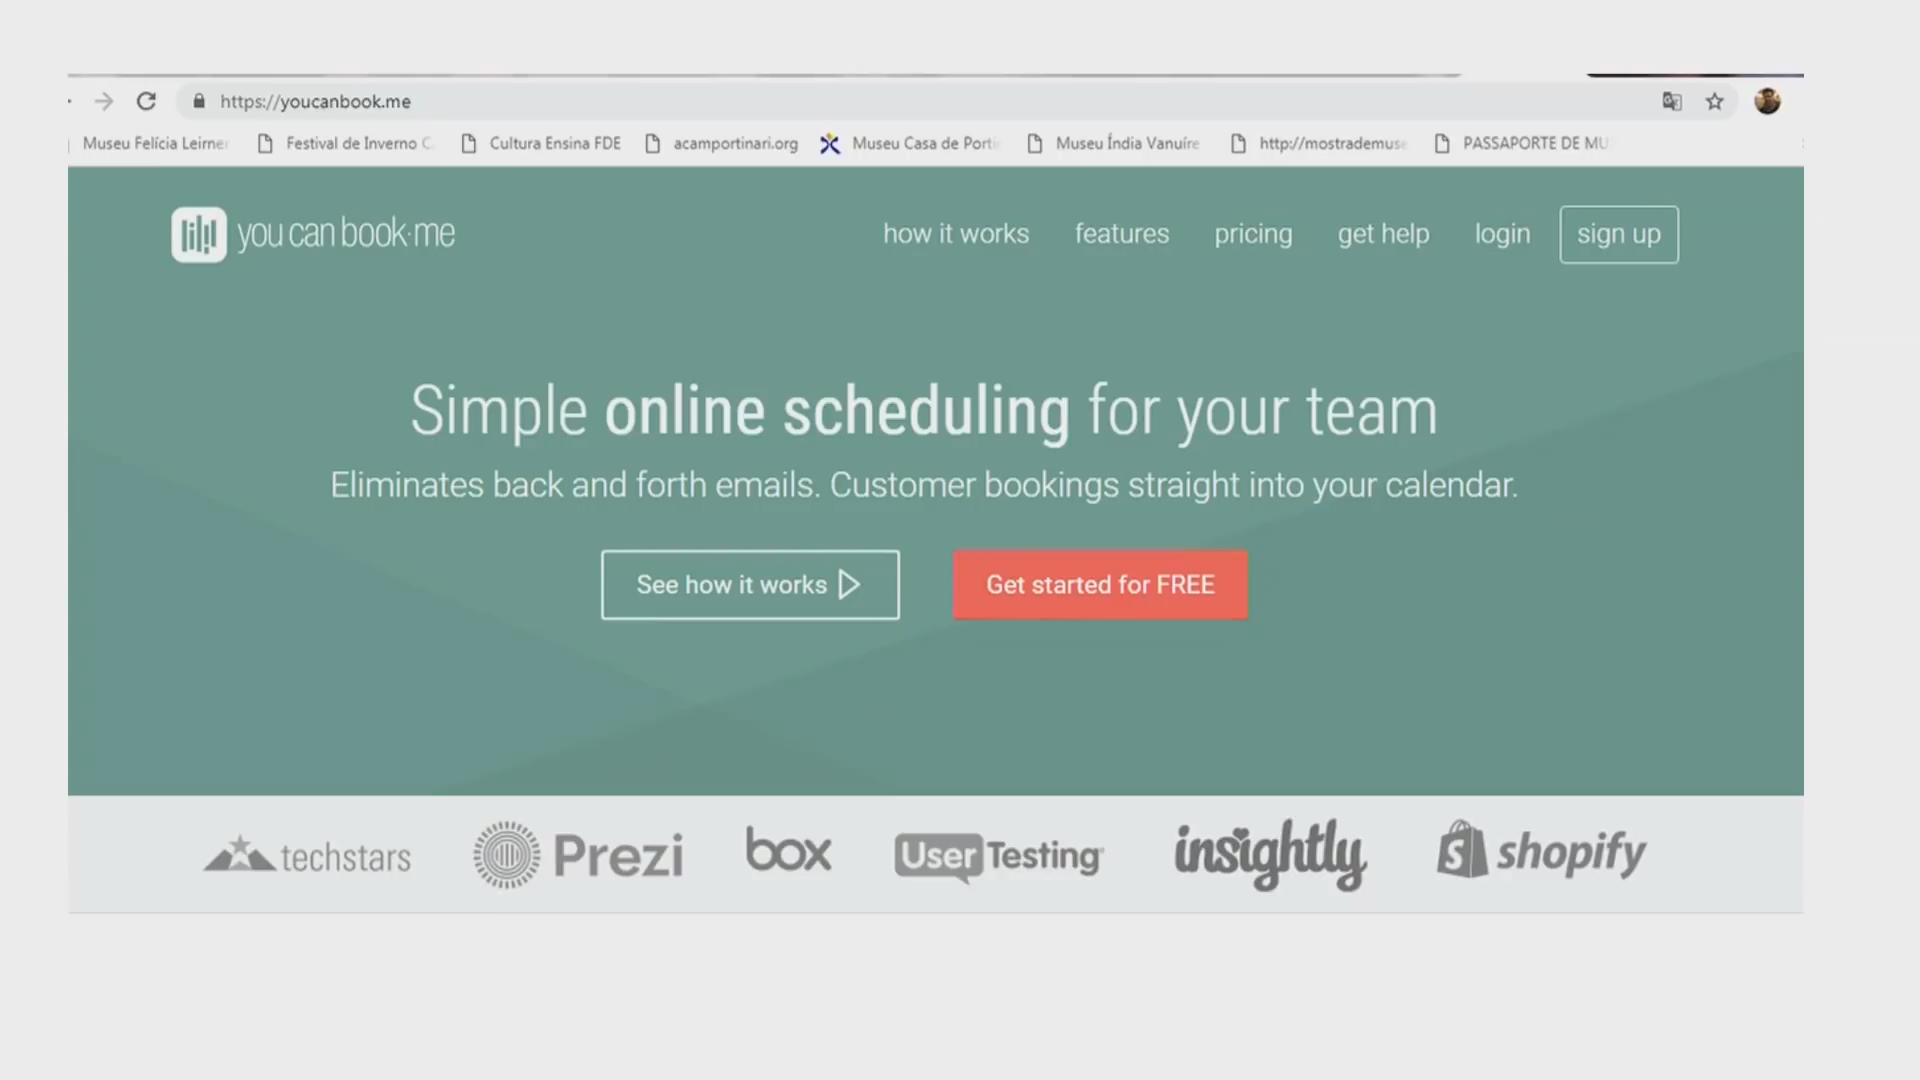 https://youcanbook.me
Museu Felícia Leirner Festival de Inverno C Cultura Ensina FDE acamportinari.org Museu Casa de Porti Museu Índia Vanuíre http://mostrademuse PASSAPORTE DE MU
you can book·me how it works features pricing get help login sign up
Simple online scheduling for your team
Eliminates back and forth emails. Customer bookings straight into your calendar.
See how it works Get started for FREE
techstars Prezi box UserTesting insightly shopify